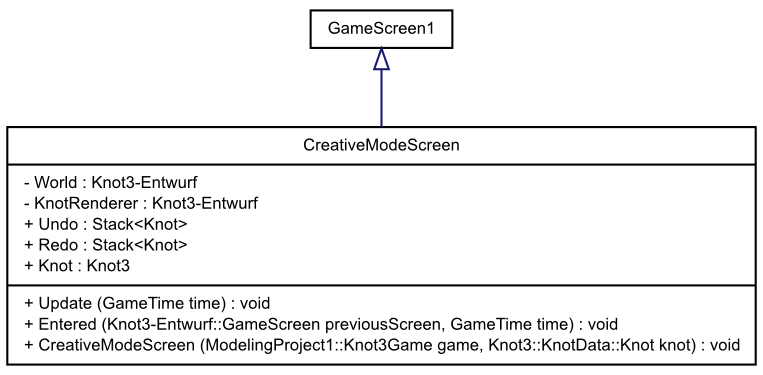 GameScreen1
CreativeModeScreen
- World : Knot3-Entwurf
- KnotRenderer : Knot3-Entwurf
+ Undo : Stack<Knot>
+ Redo : Stack<Knot>
+ Knot : Knot3
+ Update (GameTime time) : void
+ Entered (Knot3-Entwurf::GameScreen previousScreen, GameTime time) : void
+ CreativeModeScreen (ModelingProject1::Knot3Game game, Knot3::KnotData::Knot knot) : void